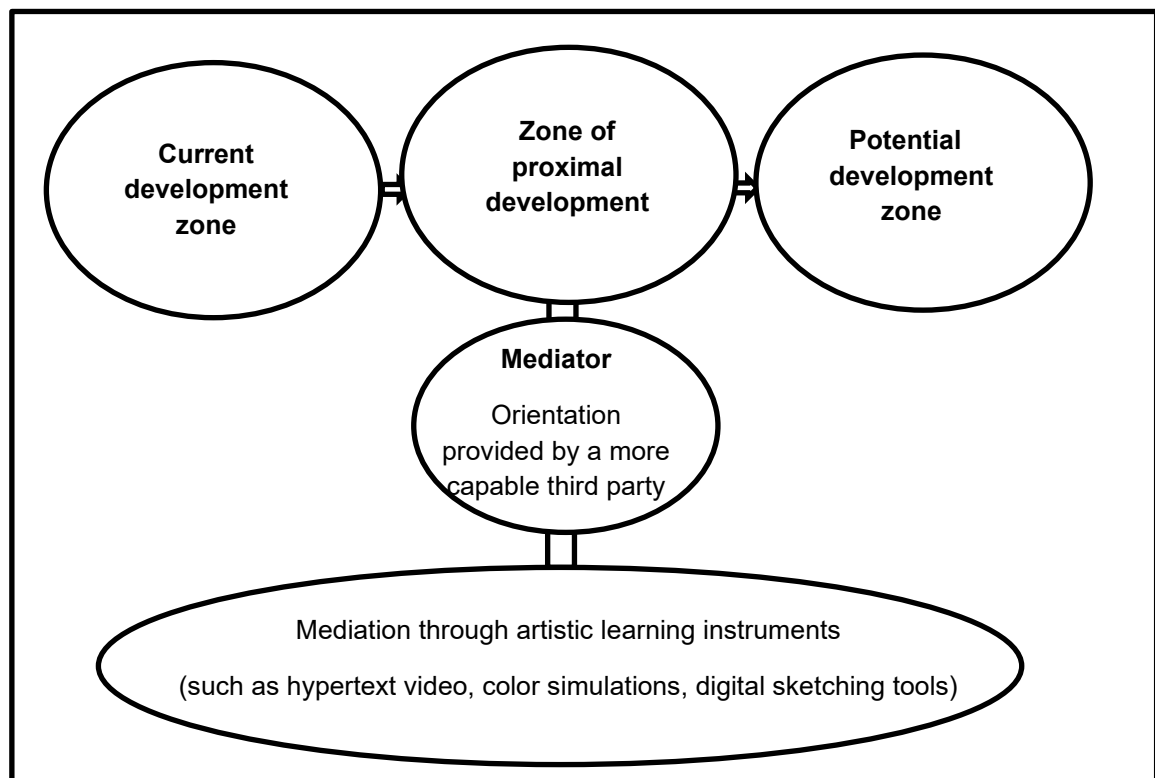 Current
development
zone
Zone of
proximal
development
Potential
development
zone
Mediator
Orientation
provided by a more
capable third party
Mediation through artistic learning instruments
(such as hypertext video, color simulations, digital sketching tools)